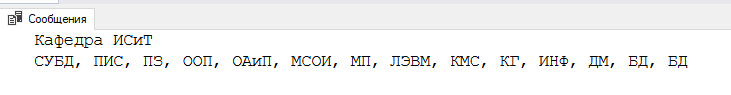 Сообщения
Кафедра ИСиТ
СУБД, ПИС, ПЗ, ООП, ОАиП, МСОИ, МП, ЛЭВМ, КМС, КГ, ИНФ, ДМ, БД, БД